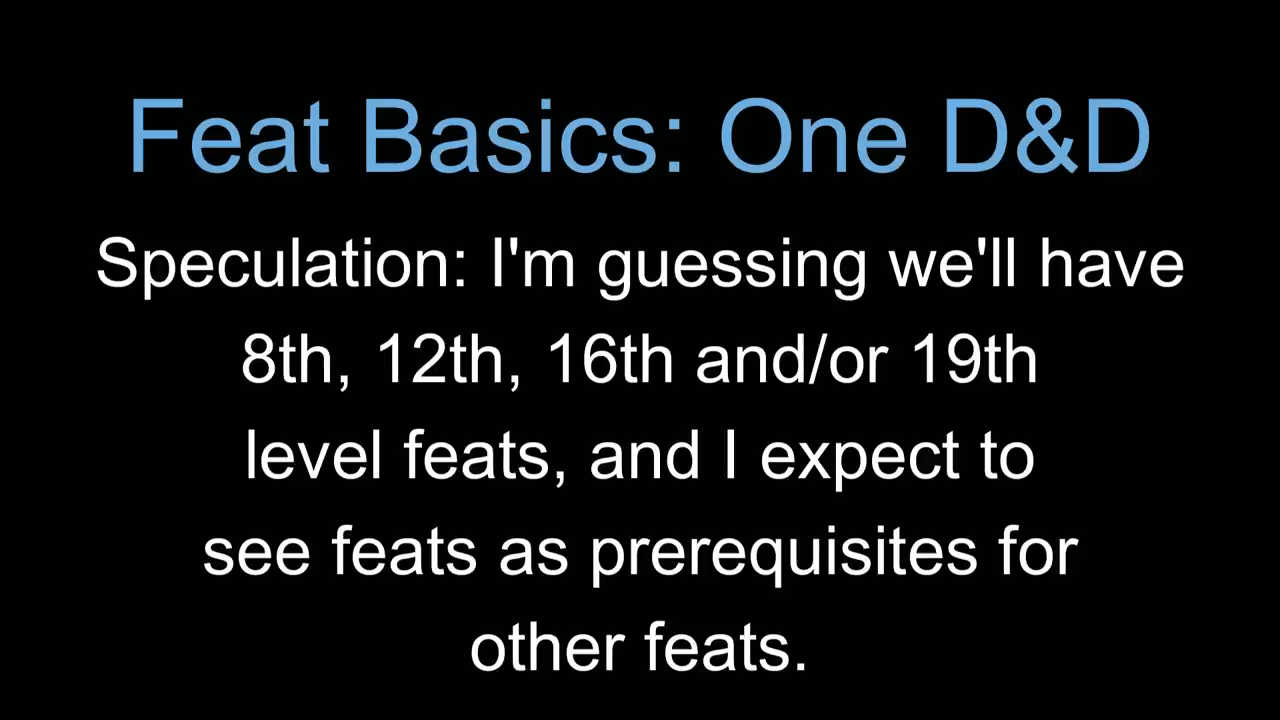 Feat Basics: One D&D
Speculation: I'm guessing we'll have
8th, 12th, 16th and/or 19th
level feats, and I expect to
see feats as prerequisites for
other feats.